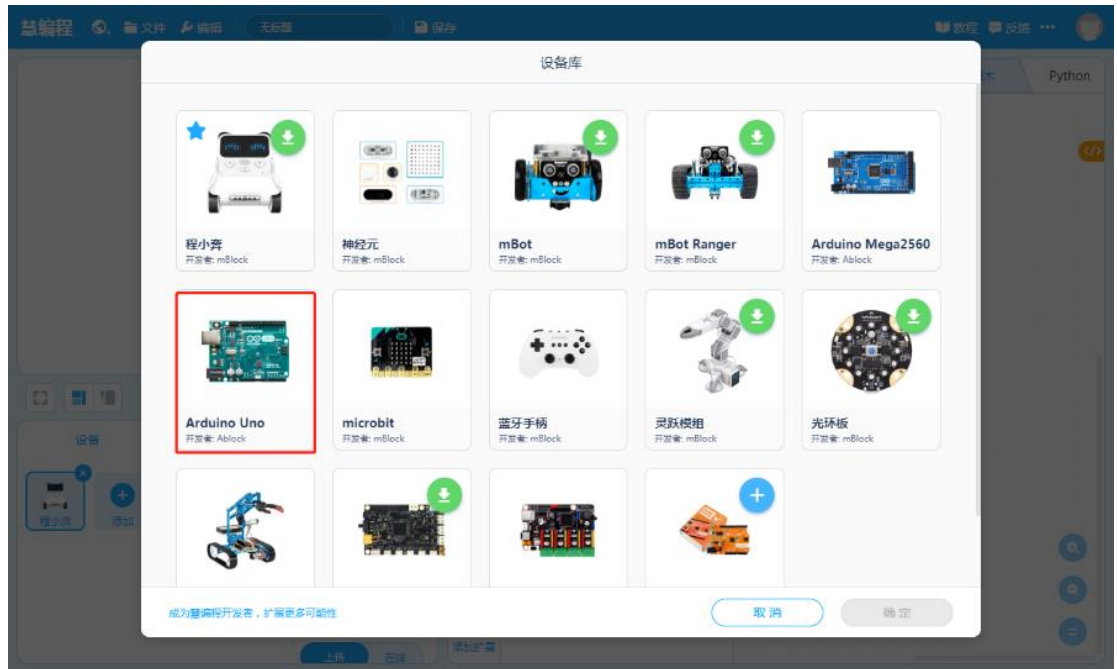 慧编程 文件 编辑 无标题 保存 教程 反馈
设备库
Python
程小奔
开发者: mBlock
神经元
开发者: mBlock
mBot
开发者: mBlock
mBot Ranger
开发者: mBlock
Arduino Mega2560
开发者: Ablock
Arduino Uno
开发者: Ablock
microbit
开发者: mBlock
蓝牙手柄
开发者: mBlock
灵跃模组
开发者: mBlock
光环板
开发者: mBlock
设备
程小奔
添加
成为慧编程开发者，扩展更多可能性
取消
确定
上传 在线
添加扩展